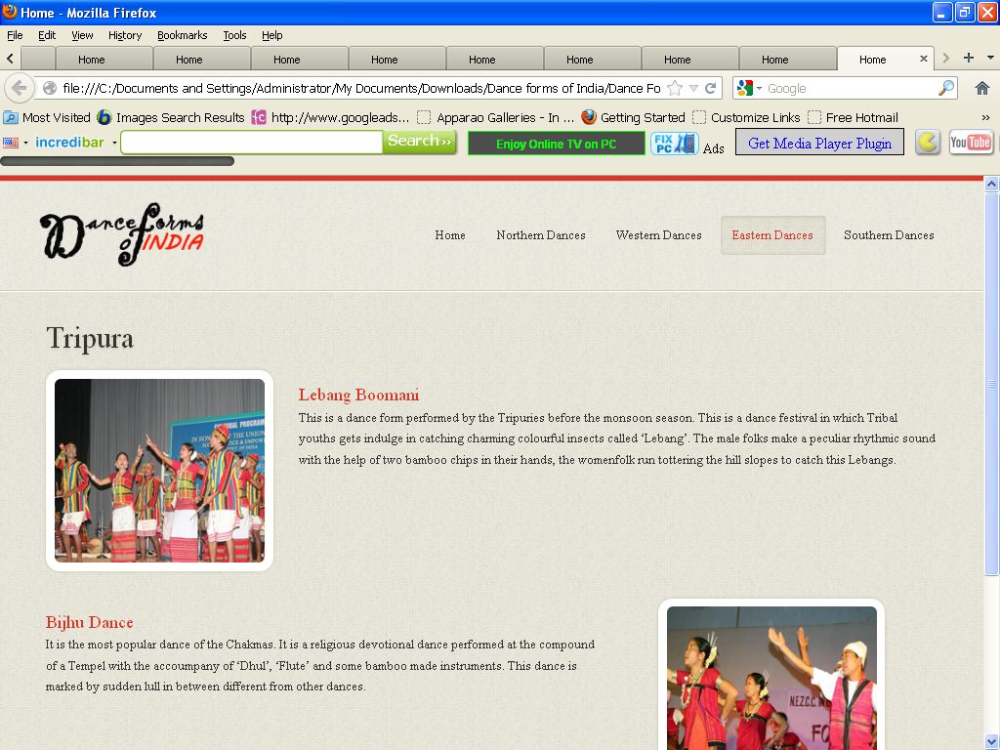 Home - Mozilla Firefox
File Edit View History Bookmarks Tools Help
Home Home Home Home Home Home Home Home Home
file:///C:/Documents and Settings/Administrator/My Documents/Downloads/Dance forms of India/Dance Fo Google
Most Visited Images Search Results http://www.googleads... Apparao Galleries - In ... Getting Started Customize Links Free Hotmail »
incredibar Search›› Enjoy Online TV on PC FIX PC Ads Get Media Player Plugin YouTube
Dance forms of INDIA
Home Northern Dances Western Dances Eastern Dances Southern Dances
Tripura
Lebang Boomani
This is a dance form performed by the Tripuries before the monsoon season. This is a dance festival in which Tribal
youths gets indulge in catching charming colourful insects called ‘Lebang’. The male folks make a peculiar rhythmic sound
with the help of two bamboo chips in their hands, the womenfolk run tottering the hill slopes to catch this Lebangs.
Bijhu Dance
It is the most popular dance of the Chakmas. It is a religious devotional dance performed at the compound
of a Tempel with the accoumpany of ‘Dhul’, ‘Flute’ and some bamboo made instruments. This dance is
marked by sudden lull in between different from other dances.
N.E.Z.C.C.
FO